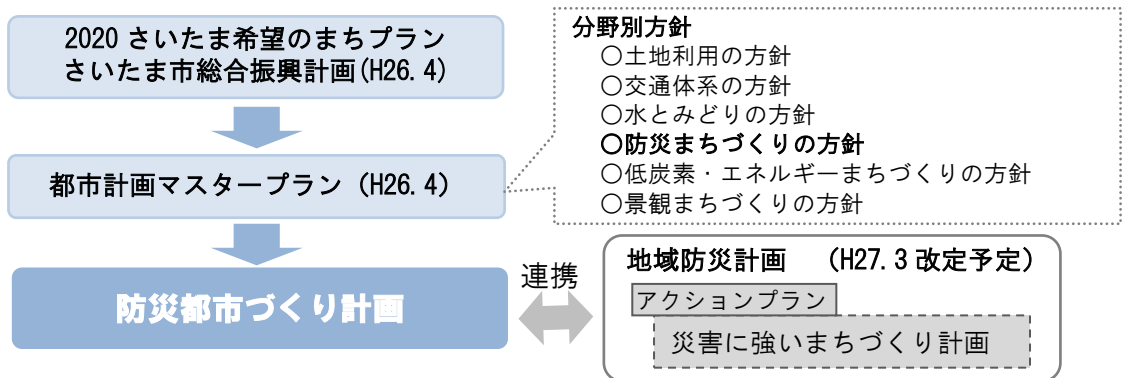 2020 さいたま希望のまちプラン
さいたま市総合振興計画(H26.4)
都市計画マスタープラン（H26.4）
防災都市づくり計画
分野別方針
○土地利用の方針
○交通体系の方針
○水とみどりの方針
○防災まちづくりの方針
○低炭素・エネルギーまちづくりの方針
○景観まちづくりの方針
連携
地域防災計画　（H27.3 改定予定）
アクションプラン
災害に強いまちづくり計画